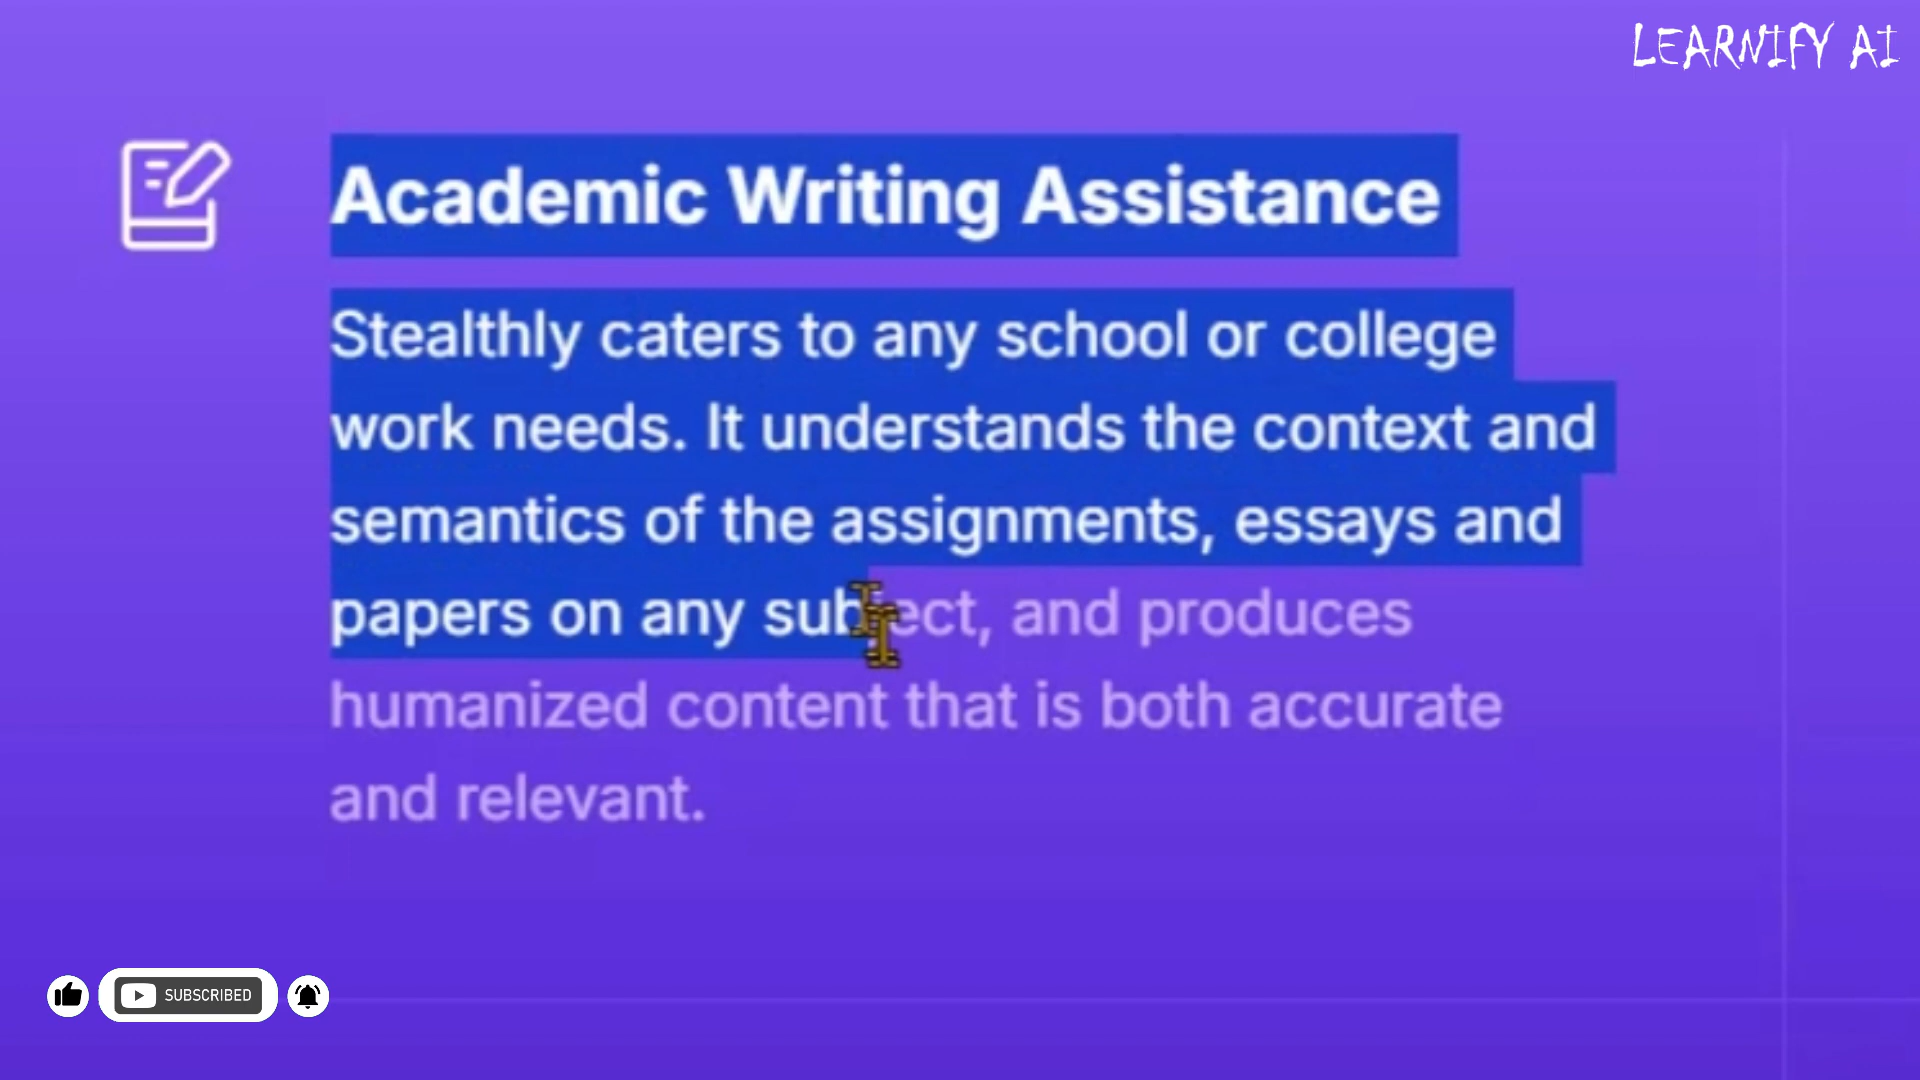 LEARNIFY AI
Academic Writing Assistance
Stealthly caters to any school or college
work needs. It understands the context and
semantics of the assignments, essays and
papers on any subject, and produces
humanized content that is both accurate
and relevant.
SUBSCRIBED